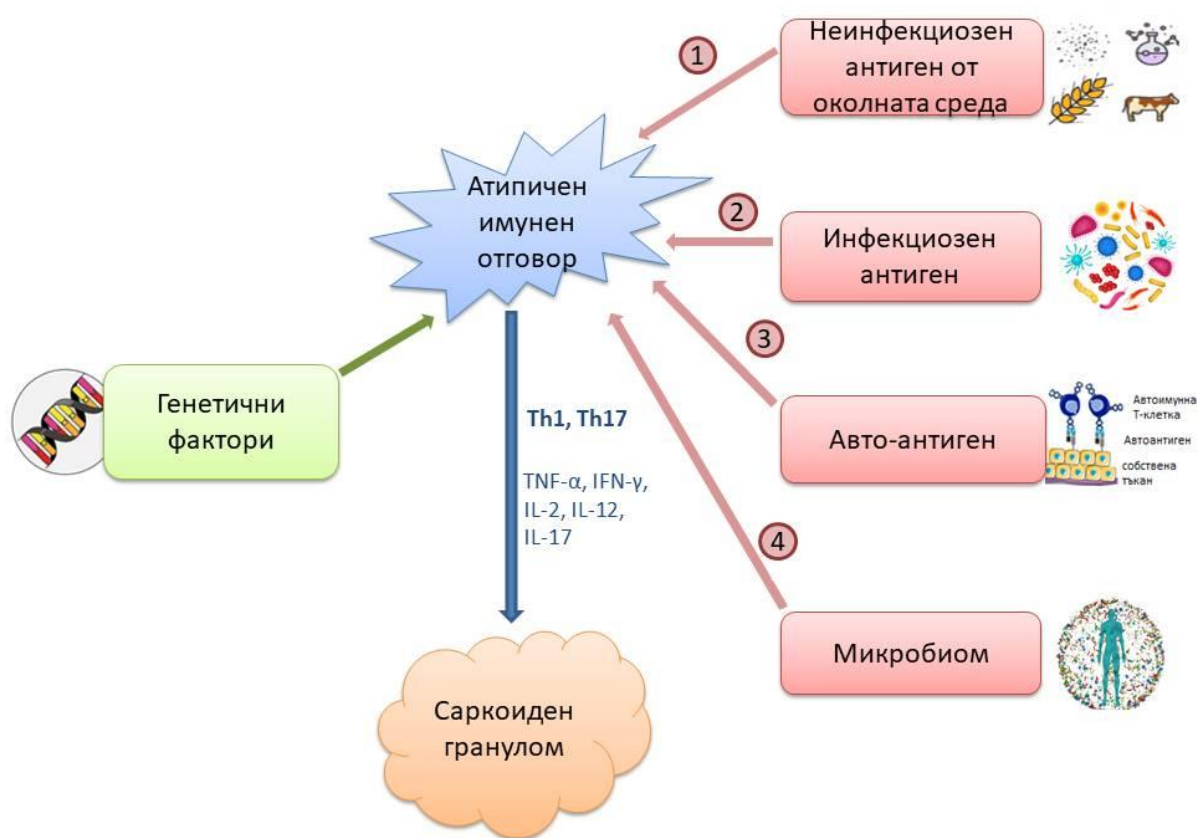 1
Неинфекциозен
антиген от
околната среда
Атипичен
имунен
отговор
2
Инфекциозен
антиген
3
Генетични
фактори
Th1, Th17
TNF-α, IFN-γ,
IL-2, IL-12,
IL-17
Авто-антиген
Автоимунна
Т-клетка
Автоантиген
собствена
тъкан
4
Микробиом
Саркоиден
гранулом